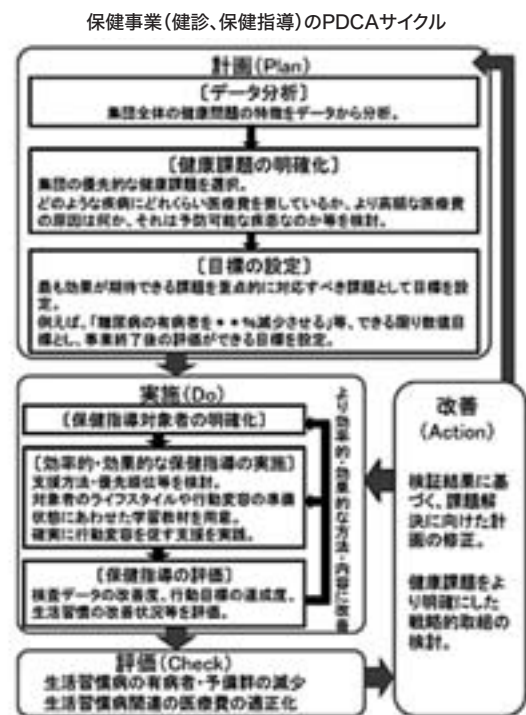 保健事業(健診、保健指導)のPDCAサイクル
計画(Plan)
［データ分析］
集団全体の健康問題の特徴をデータから分析。
［健康課題の明確化］
集団の優先的な健康課題を選択。
どのような疾病にどれくらい医療費を要しているか、より高額な医療費
の原因は何か、それは予防可能な疾患なのか等を検討。
［目標の設定］
最も効果が期待できる課題を重点的に対応すべき課題として目標を設
定。
例えば、「糖尿病の有病者を＊＊%減少させる」等、できる限り数値目
標とし、事業終了後の評価ができる目標を設定。
実施(Do)
［保健指導対象者の明確化］
［効率的・効果的な保健指導の実施］
支援方法・優先順位等を検討。
対象者のライフスタイルや行動変容の準備
状態にあわせた学習教材を用意。
確実に行動変容を促す支援を実践。
［保健指導の評価］
検査データの改善度、行動目標の達成度、
生活習慣の改善状況等を評価。
より効率的・効果的な方法・内容に改善
評価(Check)
生活習慣病の有病者・予備群の減少
生活習慣病関連の医療費の適正化
改善
(Action)
検証結果に基
づく、課題解
決に向けた計
画の修正。
健康課題をよ
り明確にした
戦略的取組の
検討。